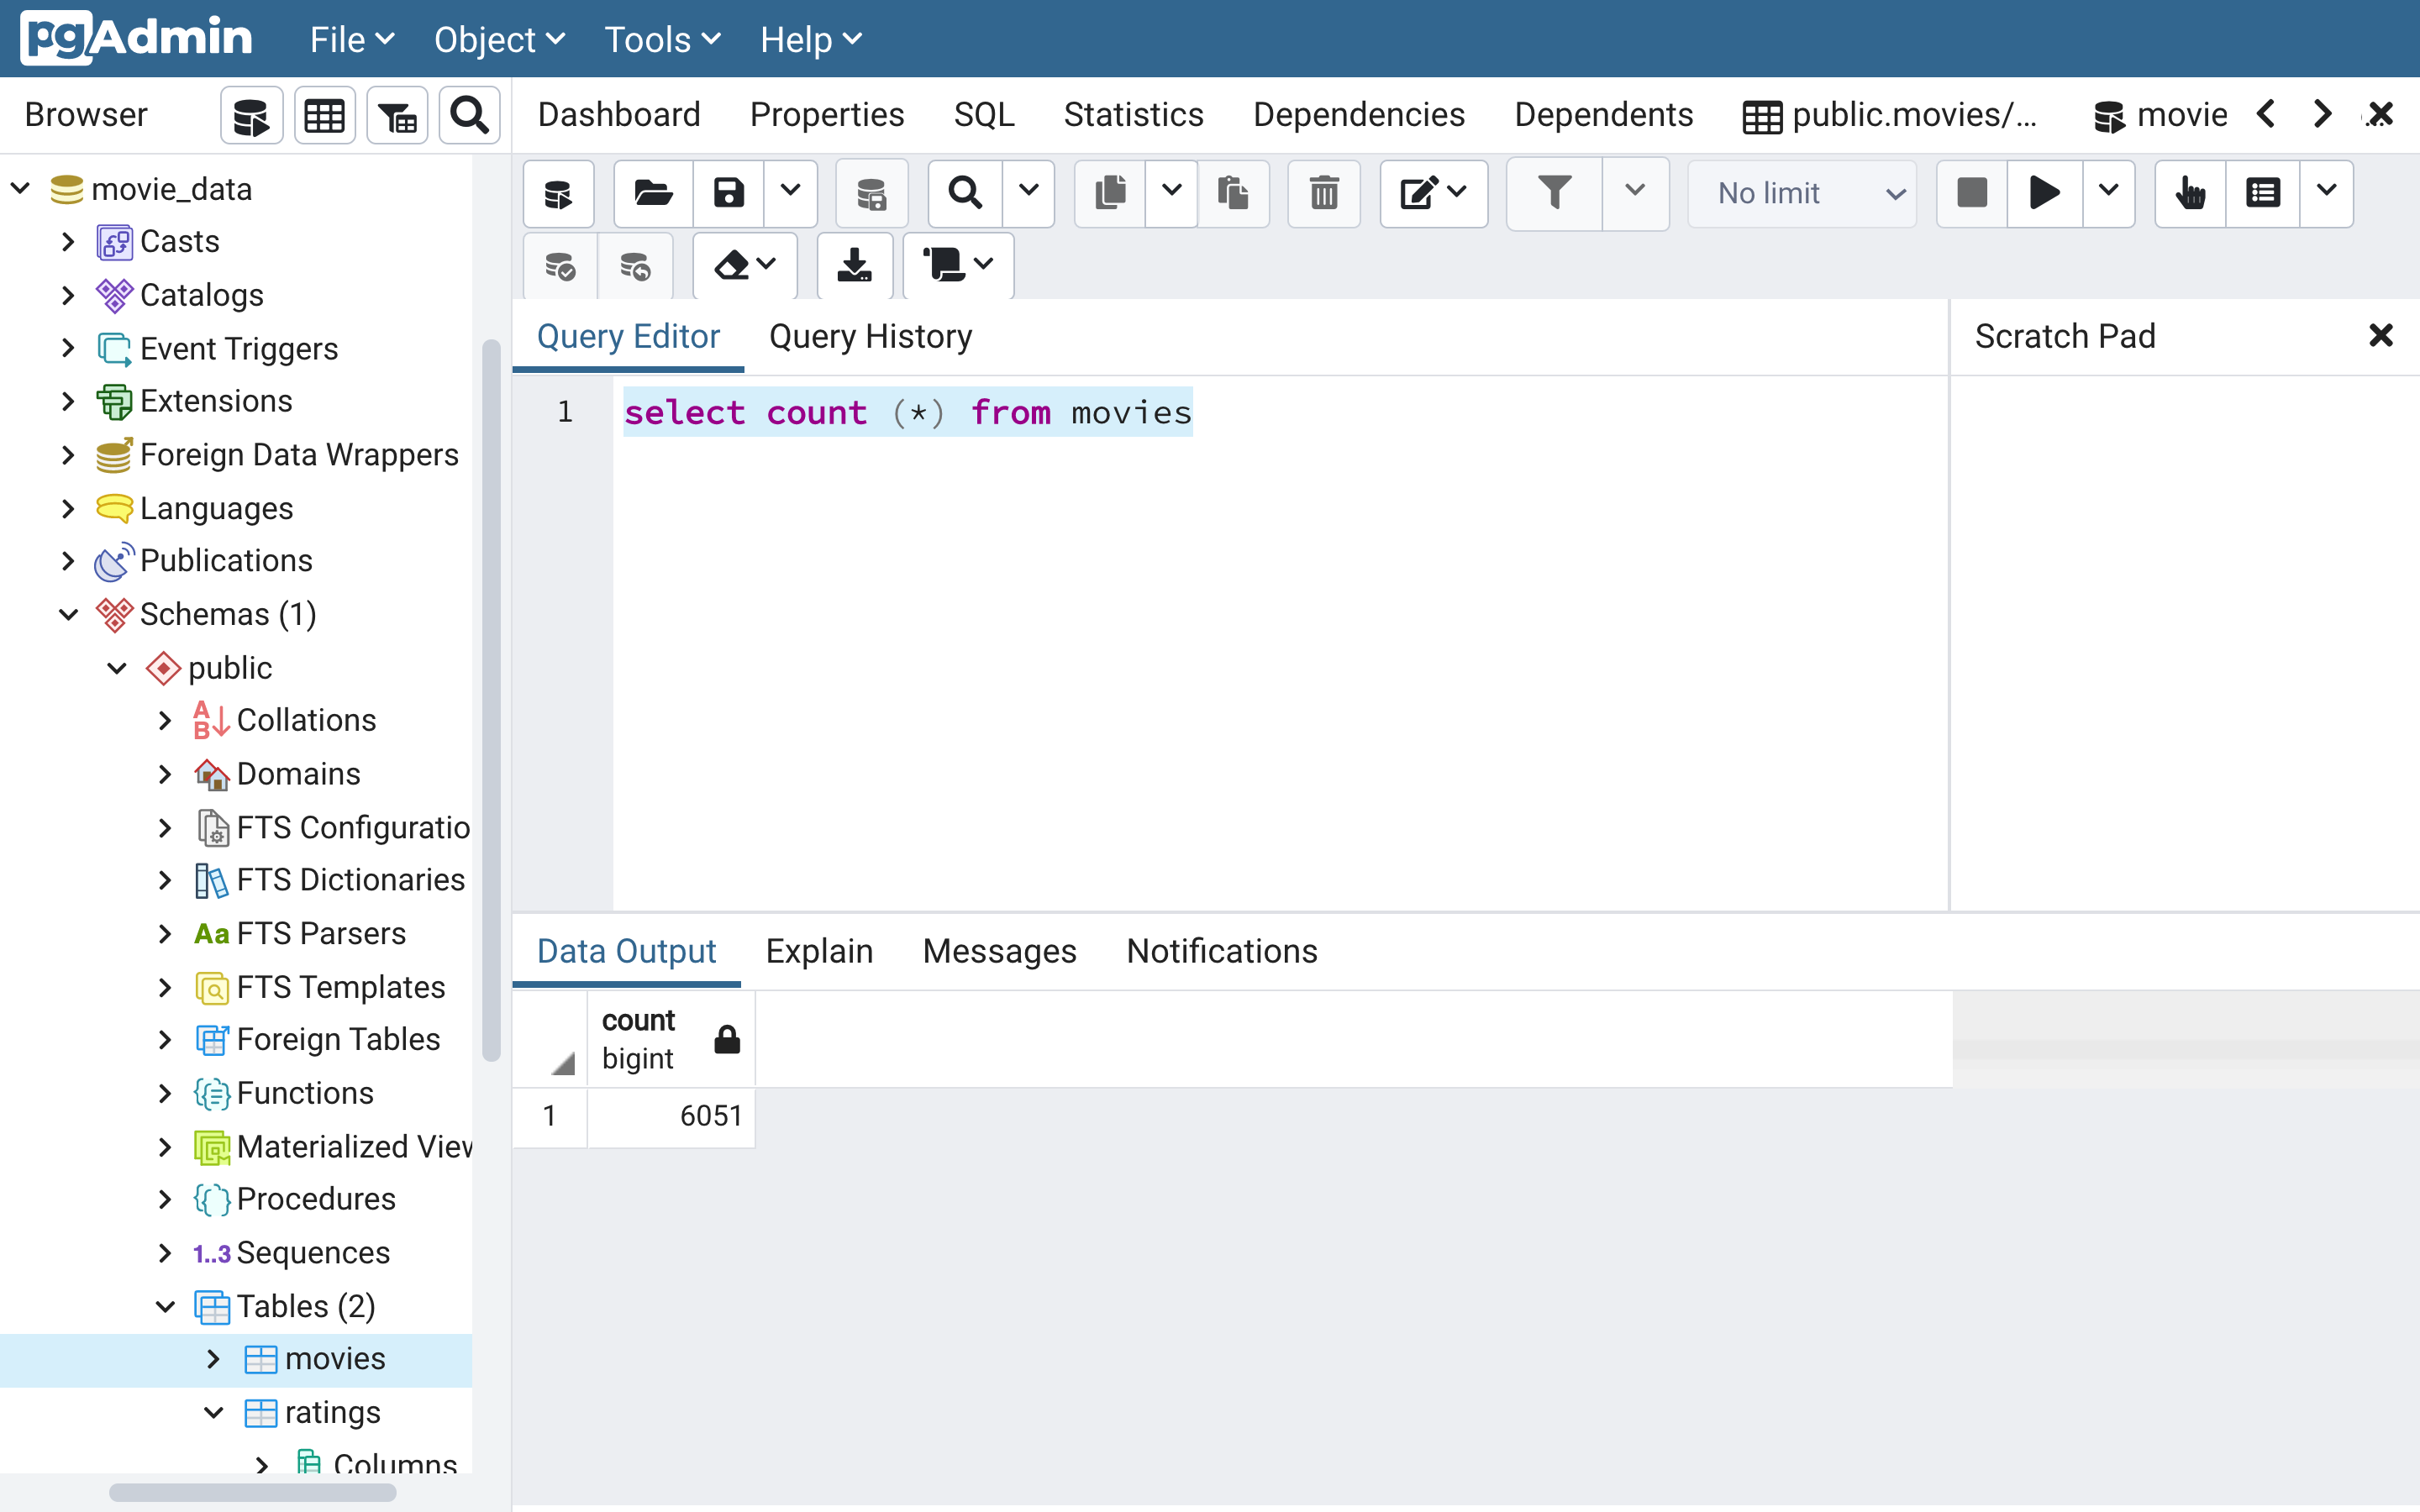 pgAdmin File Object Tools Help
Browser
Dashboard Properties SQL Statistics Dependencies Dependents public.movies/... movie
movie_data
Casts
Catalogs
Event Triggers
Extensions
Foreign Data Wrappers
Languages
Publications
Schemas (1)
public
Collations
Domains
FTS Configuratio
FTS Dictionaries
Aa FTS Parsers
FTS Templates
Foreign Tables
Functions
Materialized Viev
Procedures
1..3 Sequences
Tables (2)
movies
ratings
Columns
No limit
Query Editor Query History
Scratch Pad
1 select count (*) from movies
Data Output Explain Messages Notifications
count
bigint
1 6051